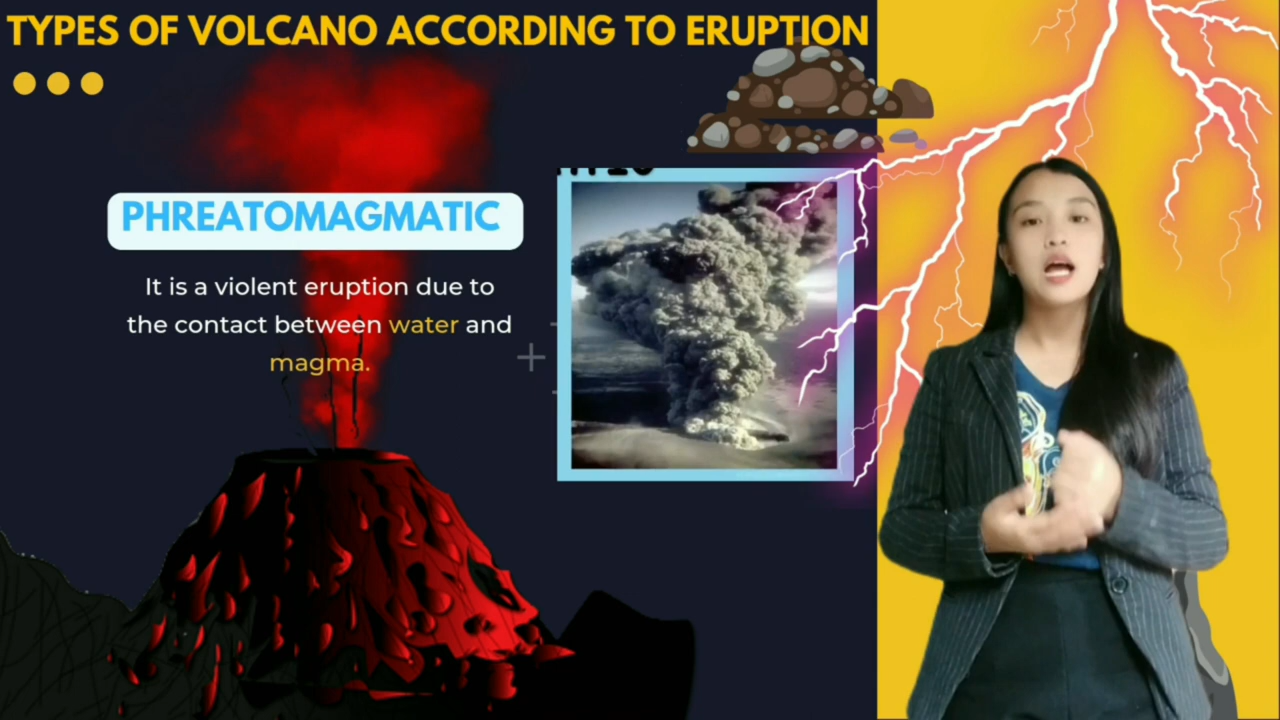 TYPES OF VOLCANO ACCORDING TO ERUPTION
PHREATOMAGMATIC
It is a violent eruption due to
the contact between water and
magma.